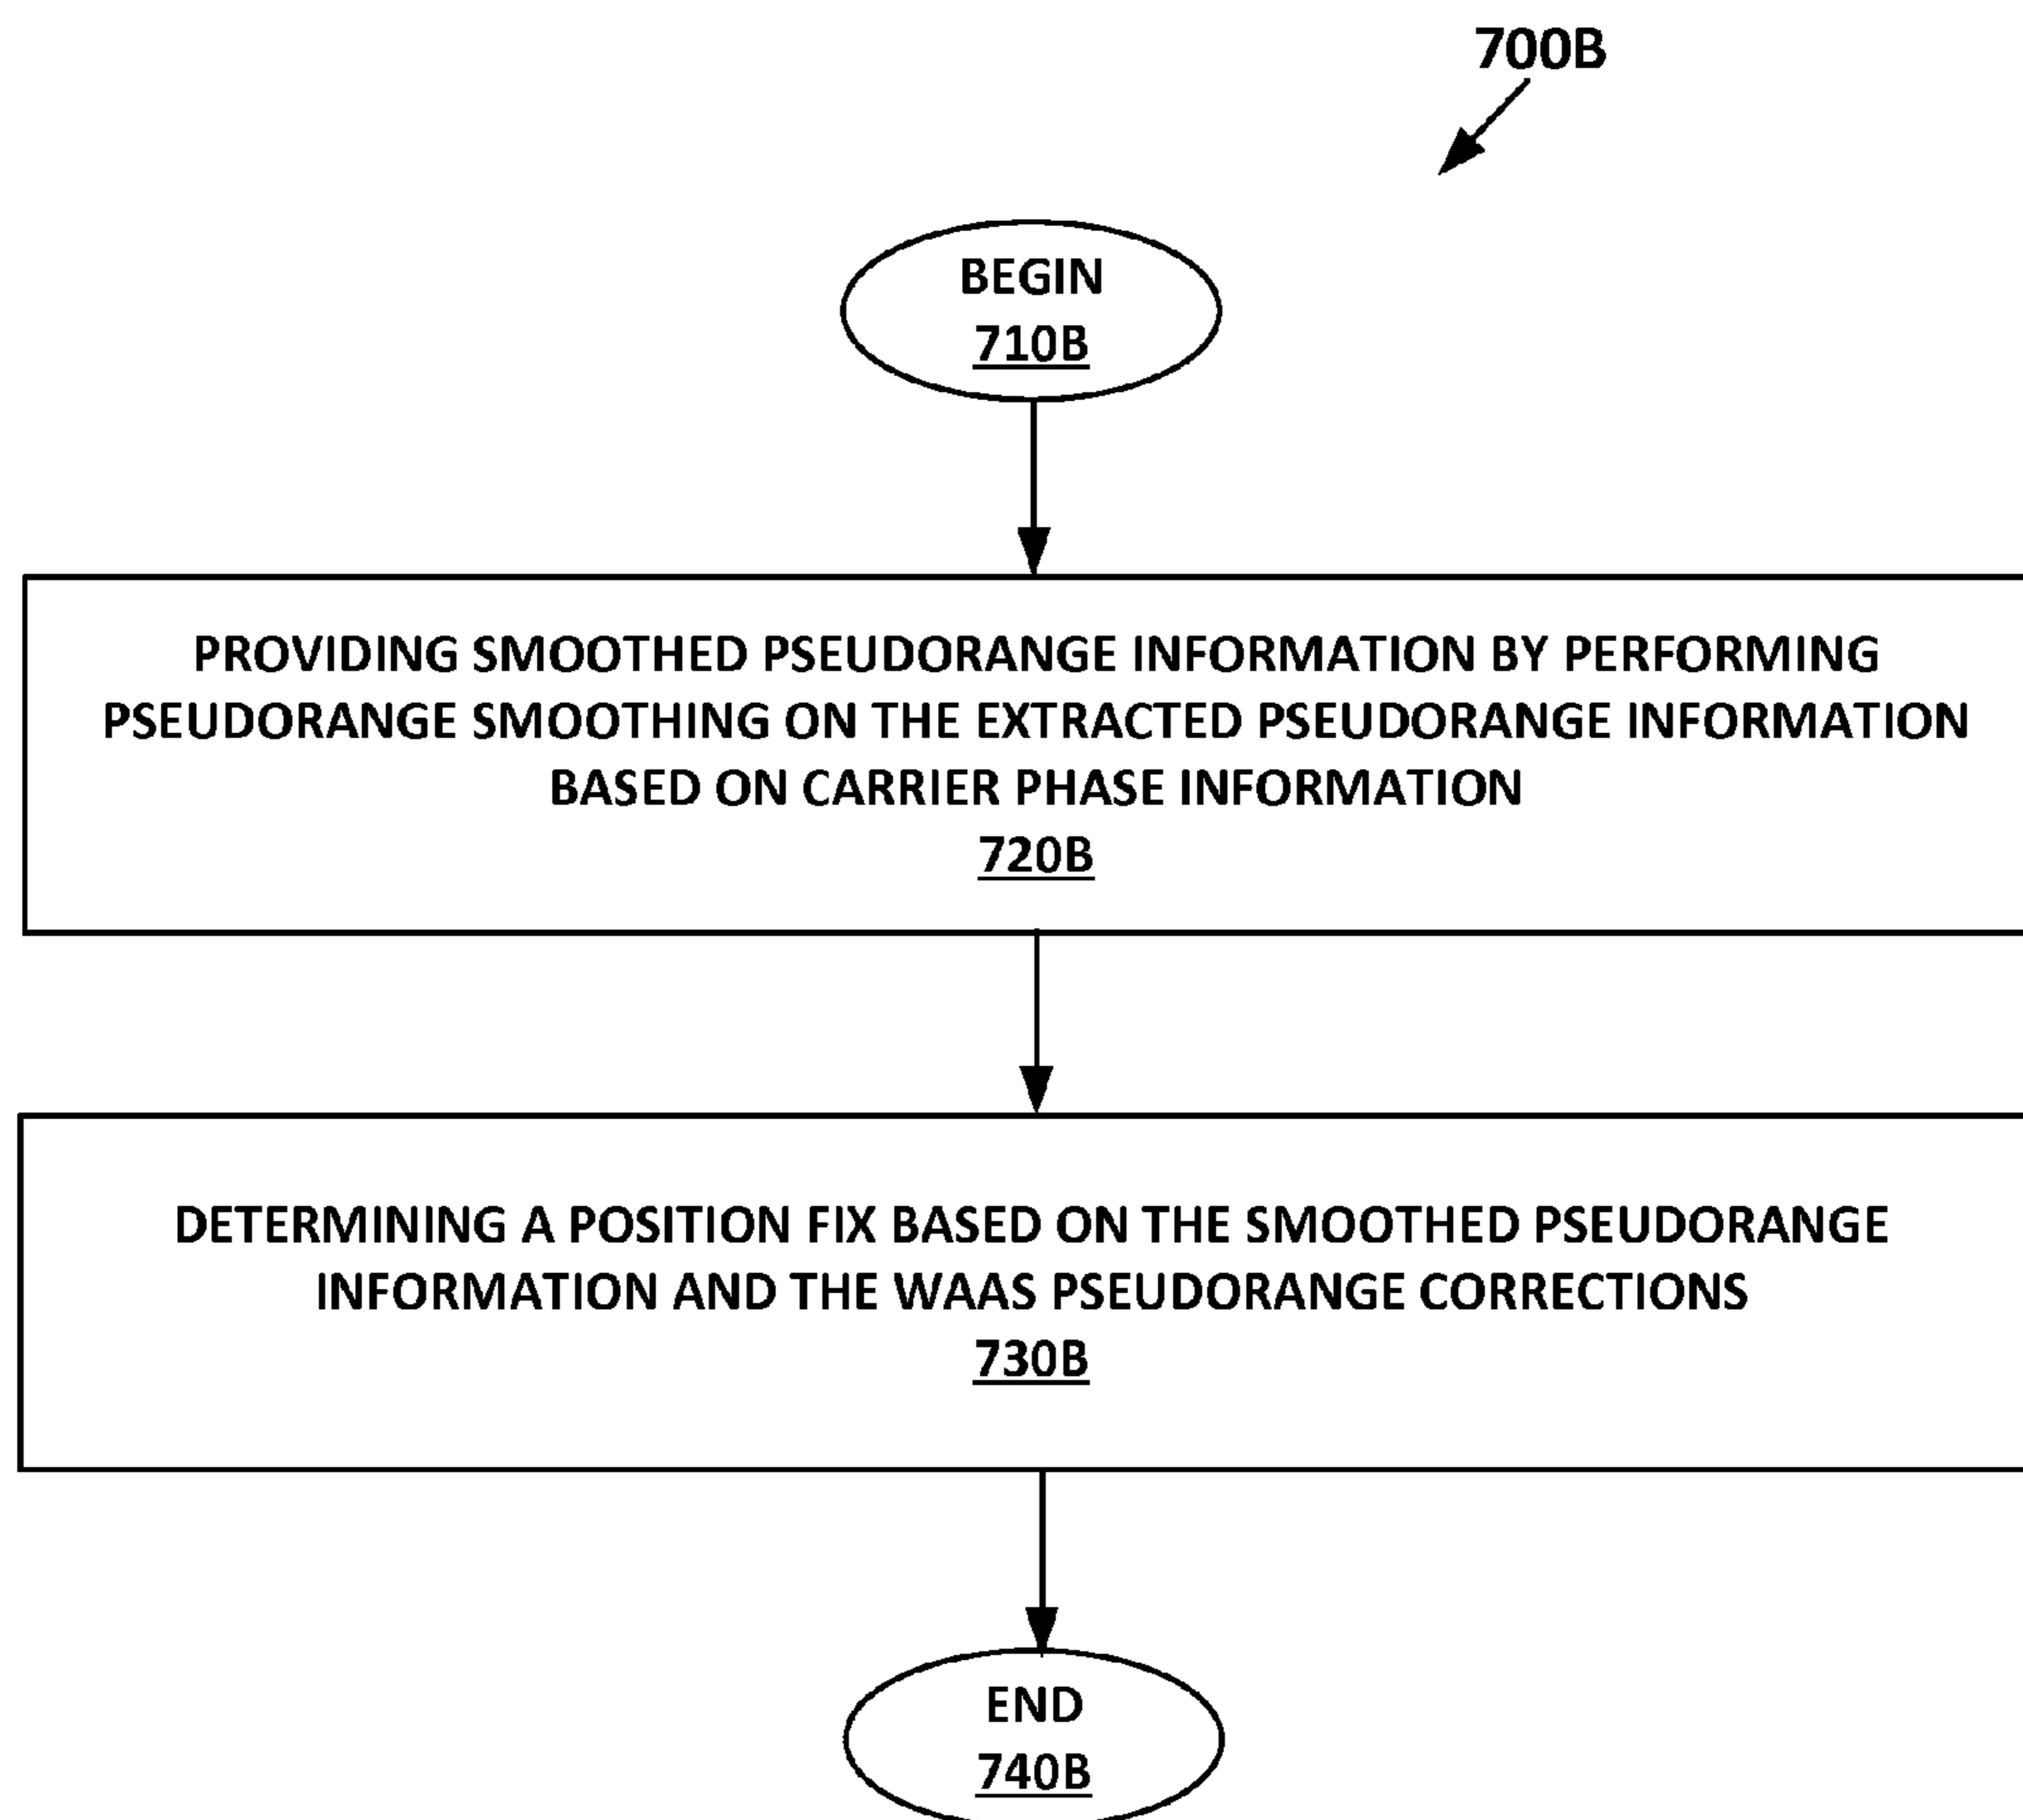 700B
BEGIN
710B
PROVIDING SMOOTHED PSEUDORANGE INFORMATION BY PERFORMING
PSEUDORANGE SMOOTHING ON THE EXTRACTED PSEUDORANGE INFORMATION
BASED ON CARRIER PHASE INFORMATION
720B
DETERMINING A POSITION FIX BASED ON THE SMOOTHED PSEUDORANGE
INFORMATION AND THE WAAS PSEUDORANGE CORRECTIONS
730B
END
740B